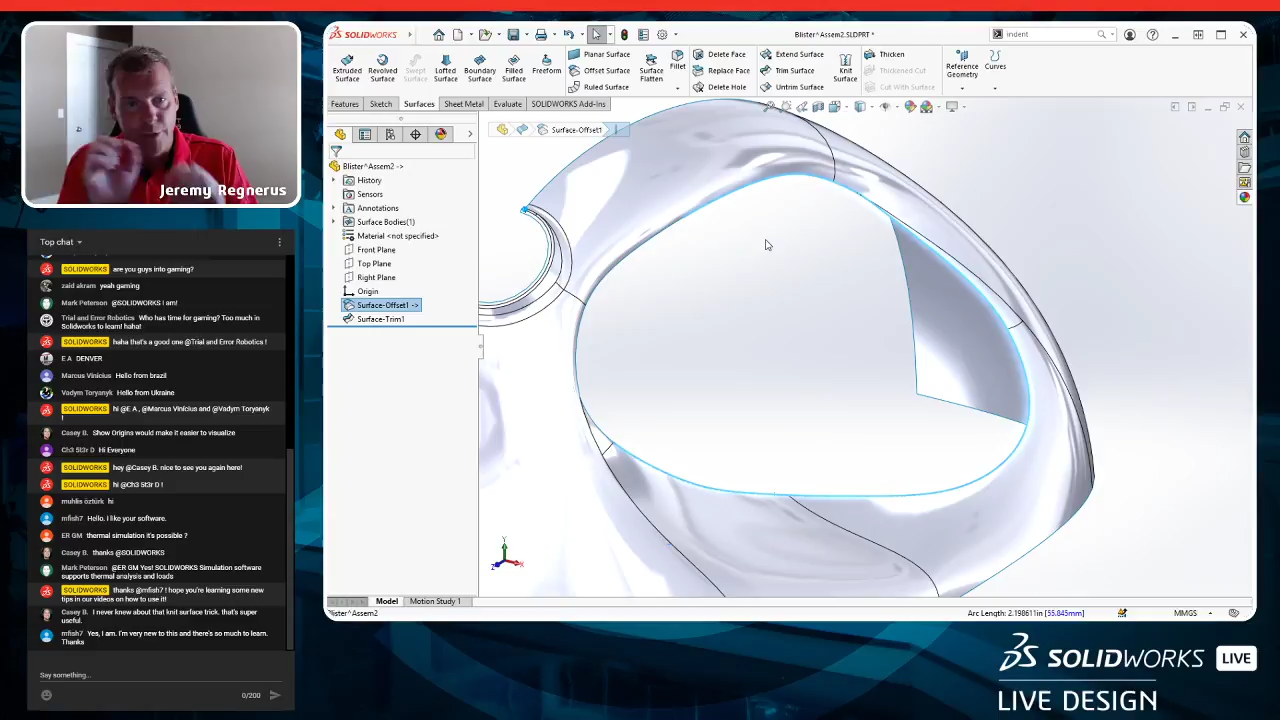 Jeremy Regnerus
Top chat
SOLIDWORKS are you guys into gaming?
zaid akram yeah gaming
Mark Peterson @SOLIDWORKS I am!
Trial and Error Robotics Who has time for gaming? Too much in
Solidworks to learn! haha!
SOLIDWORKS haha that's a good one @Trial and Error Robotics !
E A DENVER
Marcus Vinícius Hello from brazil
Vadym Toryanyk Hello from Ukraine
SOLIDWORKS hi @E A , @Marcus Vinícius and @Vadym Toryanyk
!
Casey B. Show Origins would make it easier to visualize
Ch3 5t3r D Hi Everyone
SOLIDWORKS hey @Casey B. nice to see you again here!
SOLIDWORKS hi @Ch3 5t3r D !
muhlis öztürk hi
mfish7 Hello. I like your software.
ER GM thermal simulation it's possible ?
Casey B. thanks @SOLIDWORKS
Mark Peterson @ER GM Yes! SOLIDWORKS Simulation software
supports thermal analysis and loads
SOLIDWORKS thanks @mfish7 ! hope you're learning some new
tips in our videos on how to use it!
Casey B. I never knew about that knit surface trick. that's super
useful.
mfish7 Yes, I am. I'm very new to this and there's so much to learn.
Thanks
Say something...
0/200
SOLIDWORKS
Blister^Assem2.SLDPRT *
indent
Extruded Surface
Revolved Surface
Swept Surface
Lofted Surface
Boundary Surface
Filled Surface
Freeform
Planar Surface
Offset Surface
Ruled Surface
Surface Flatten
Fillet
Delete Face
Replace Face
Delete Hole
Extend Surface
Trim Surface
Untrim Surface
Knit Surface
Thicken
Thickened Cut
Cut With Surface
Reference Geometry
Curves
Features Sketch Surfaces Sheet Metal Evaluate SOLIDWORKS Add-Ins
Surface-Offset1
Blister^Assem2 ->
History
Sensors
Annotations
Surface Bodies(1)
Material <not specified>
Front Plane
Top Plane
Right Plane
Origin
Surface-Offset1 ->
Surface-Trim1
Y
Z
X
Model Motion Study 1
Blister^Assem2
Arc Length: 2.198611in [55.845mm]
MMGS
SOLIDWORKS LIVE
LIVE DESIGN